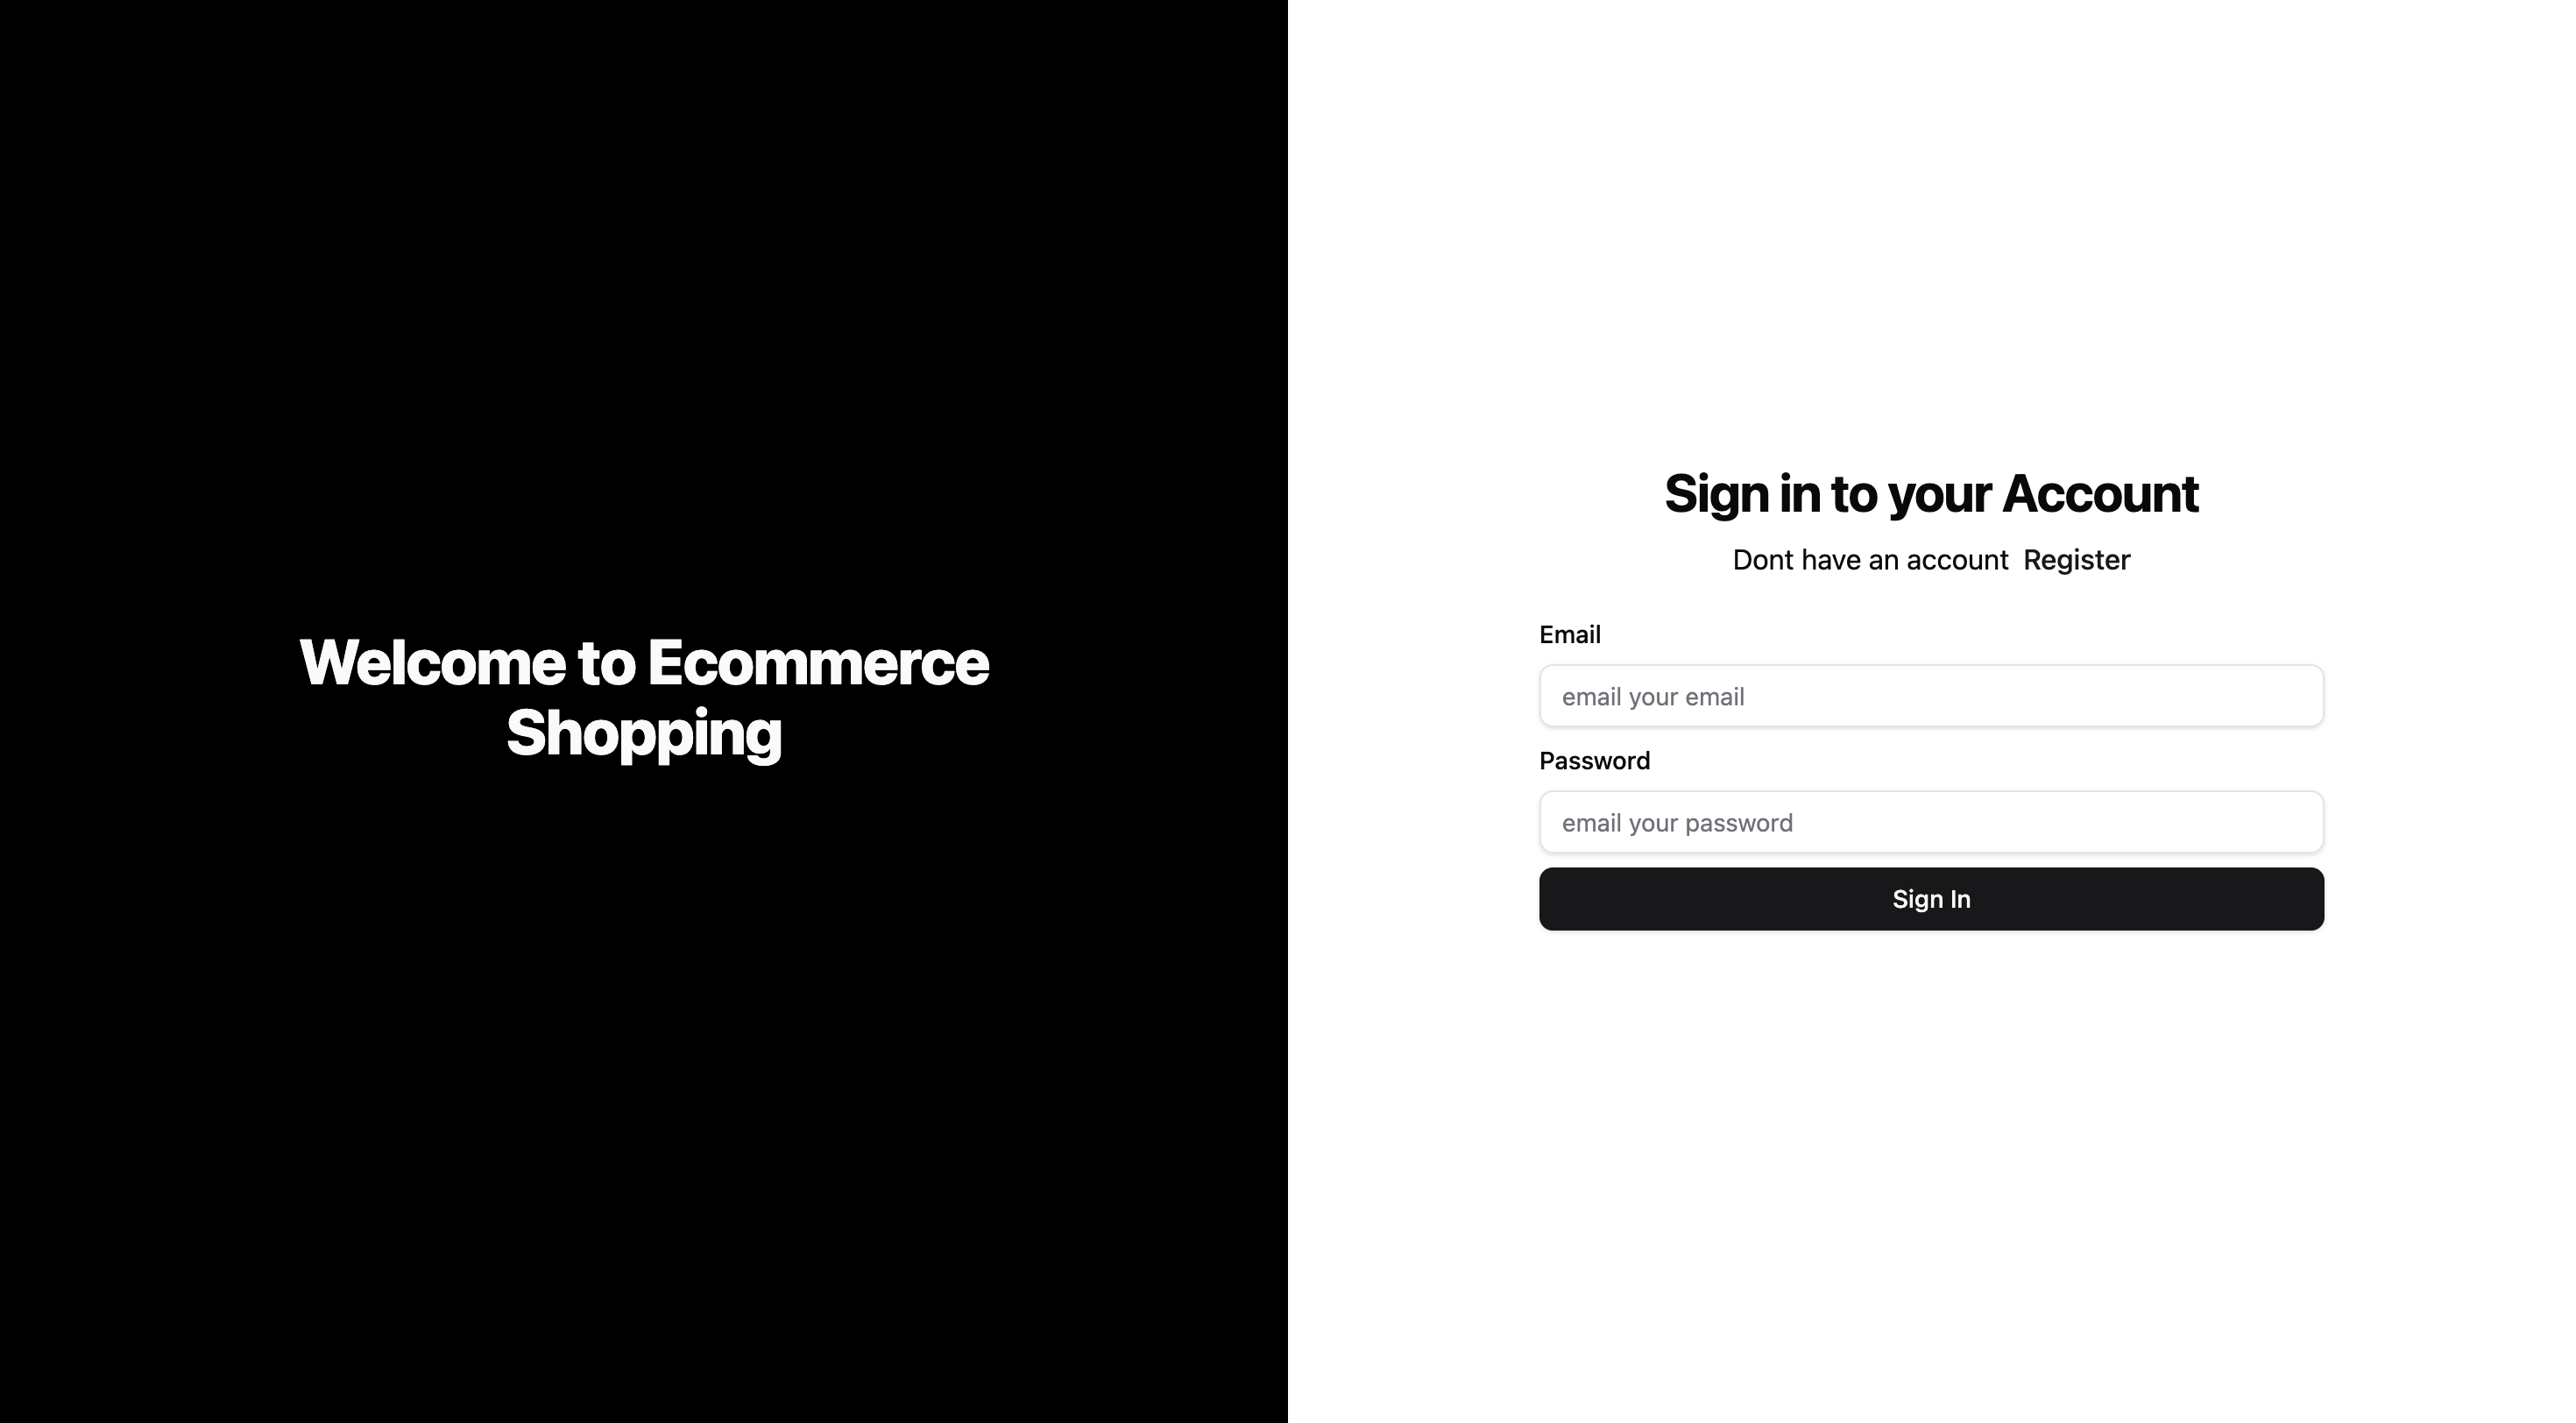 Welcome to Ecommerce
Shopping
Sign in to your Account
Dont have an account Register
Email
email your email
Password
email your password
Sign In